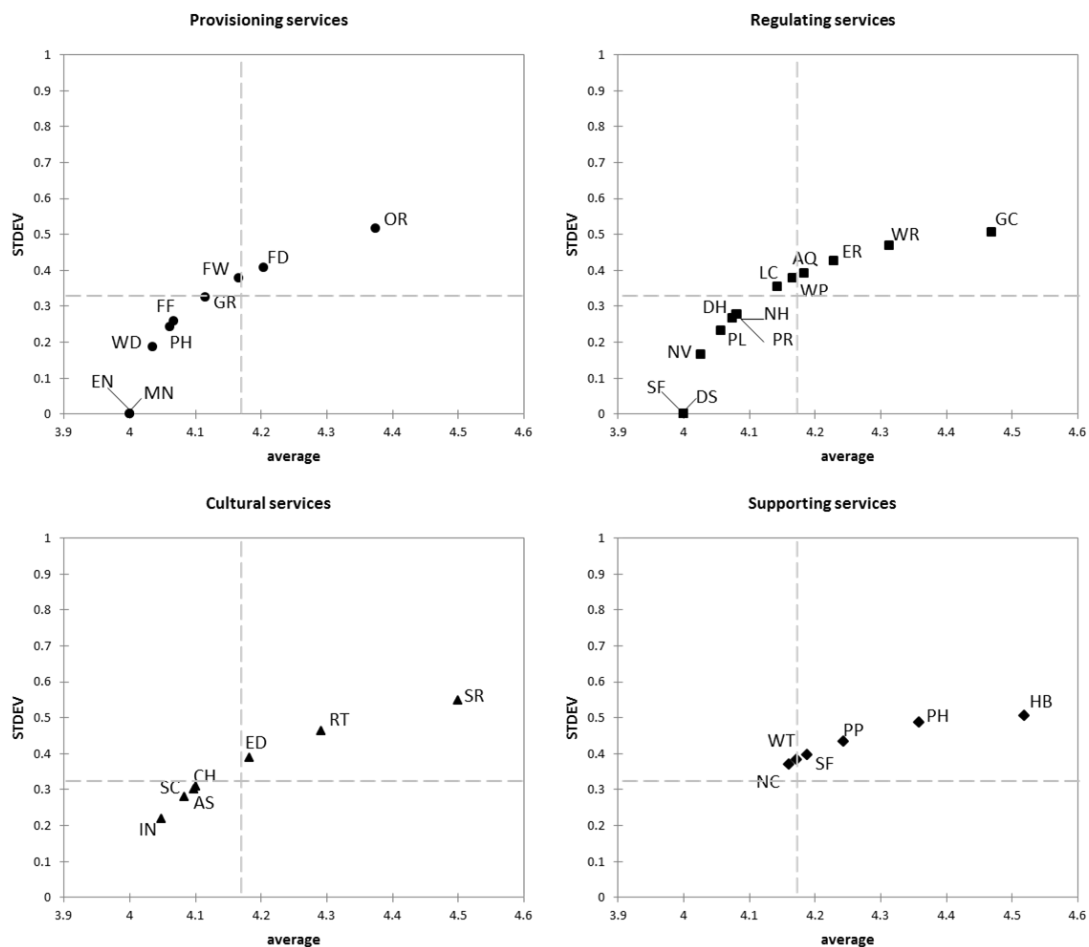 Provisioning services
1
0.9
0.8
0.7
0.6
0.5
0.4
0.3
0.2
0.1
0
STDEV
OR
FD
FW
GR
FF
PH
WD
EN
MN
3.9 4 4.1 4.2 4.3 4.4 4.5 4.6
average
Regulating services
1
0.9
0.8
0.7
0.6
0.5
0.4
0.3
0.2
0.1
0
STDEV
GC
WR
ER
AQ
LC
WP
DH
NH
PR
PL
NV
SF
DS
3.9 4 4.1 4.2 4.3 4.4 4.5 4.6
average
Cultural services
1
0.9
0.8
0.7
0.6
0.5
0.4
0.3
0.2
0.1
0
STDEV
SR
RT
ED
CH
SC
AS
IN
3.9 4 4.1 4.2 4.3 4.4 4.5 4.6
average
Supporting services
1
0.9
0.8
0.7
0.6
0.5
0.4
0.3
0.2
0.1
0
STDEV
HB
PH
PP
WT
SF
NC
3.9 4 4.1 4.2 4.3 4.4 4.5 4.6
average